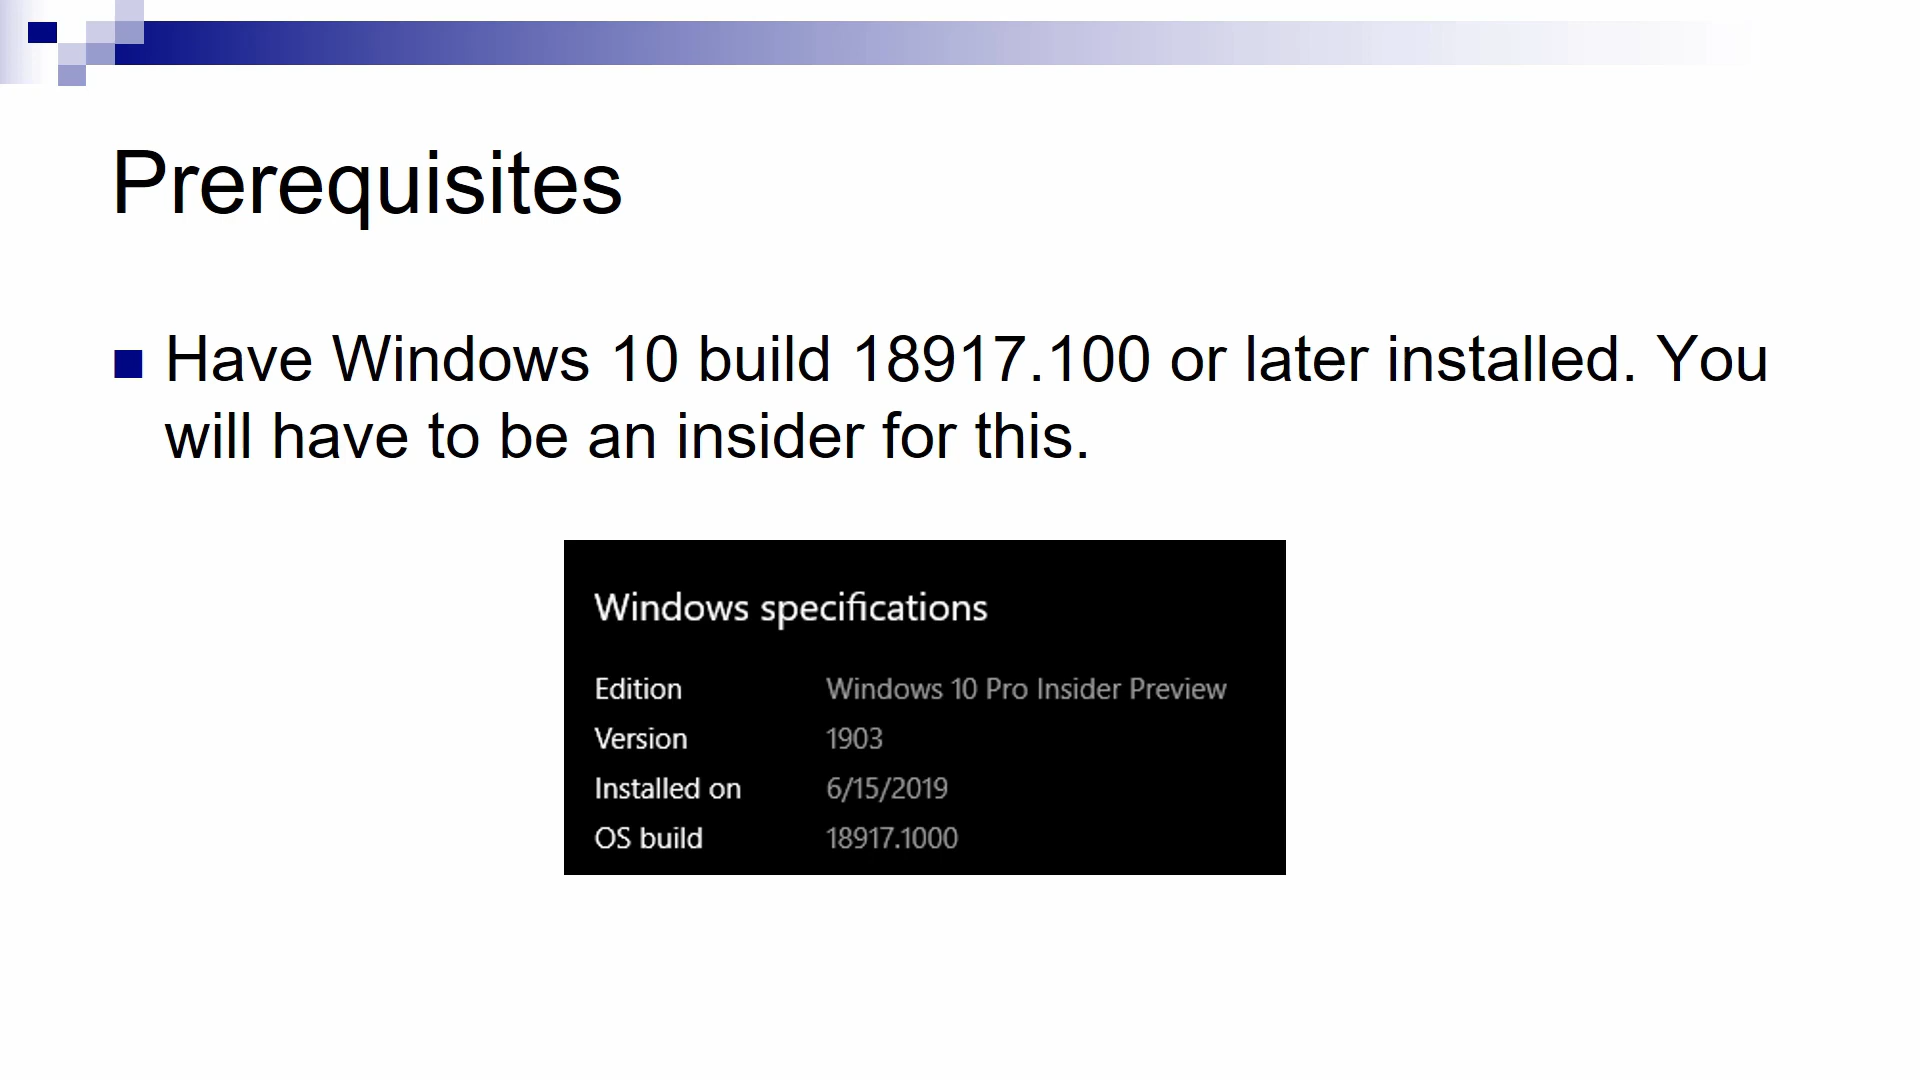 Prerequisites
Have Windows 10 build 18917.100 or later installed. You
will have to be an insider for this.
Windows specifications
Edition Windows 10 Pro Insider Preview
Version 1903
Installed on 6/15/2019
OS build 18917.1000